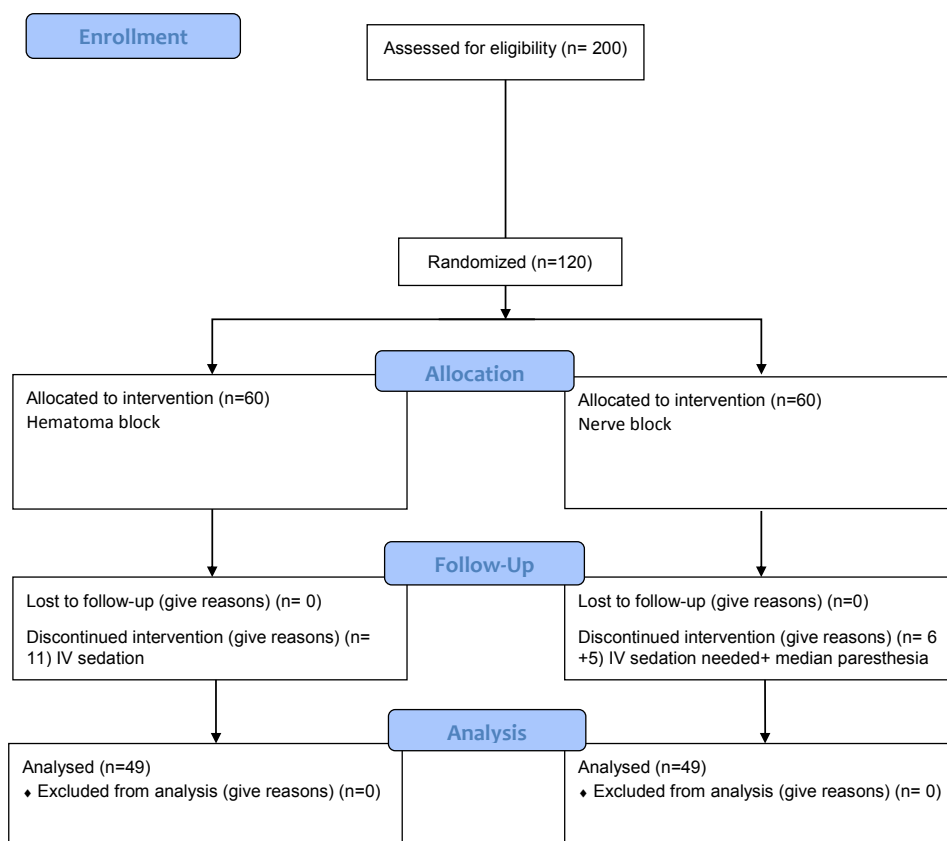 Enrollment
Assessed for eligibility (n= 200)
Randomized (n=120)
Allocation
Allocated to intervention (n=60)
Hematoma block
Allocated to intervention (n=60)
Nerve block
Follow-Up
Lost to follow-up (give reasons) (n= 0)
Discontinued intervention (give reasons) (n=
11) IV sedation
Lost to follow-up (give reasons) (n=0)
Discontinued intervention (give reasons) (n= 6
+5) IV sedation needed+ median paresthesia
Analysis
Analysed (n=49)
♦ Excluded from analysis (give reasons) (n=0)
Analysed (n=49)
♦ Excluded from analysis (give reasons) (n= 0)